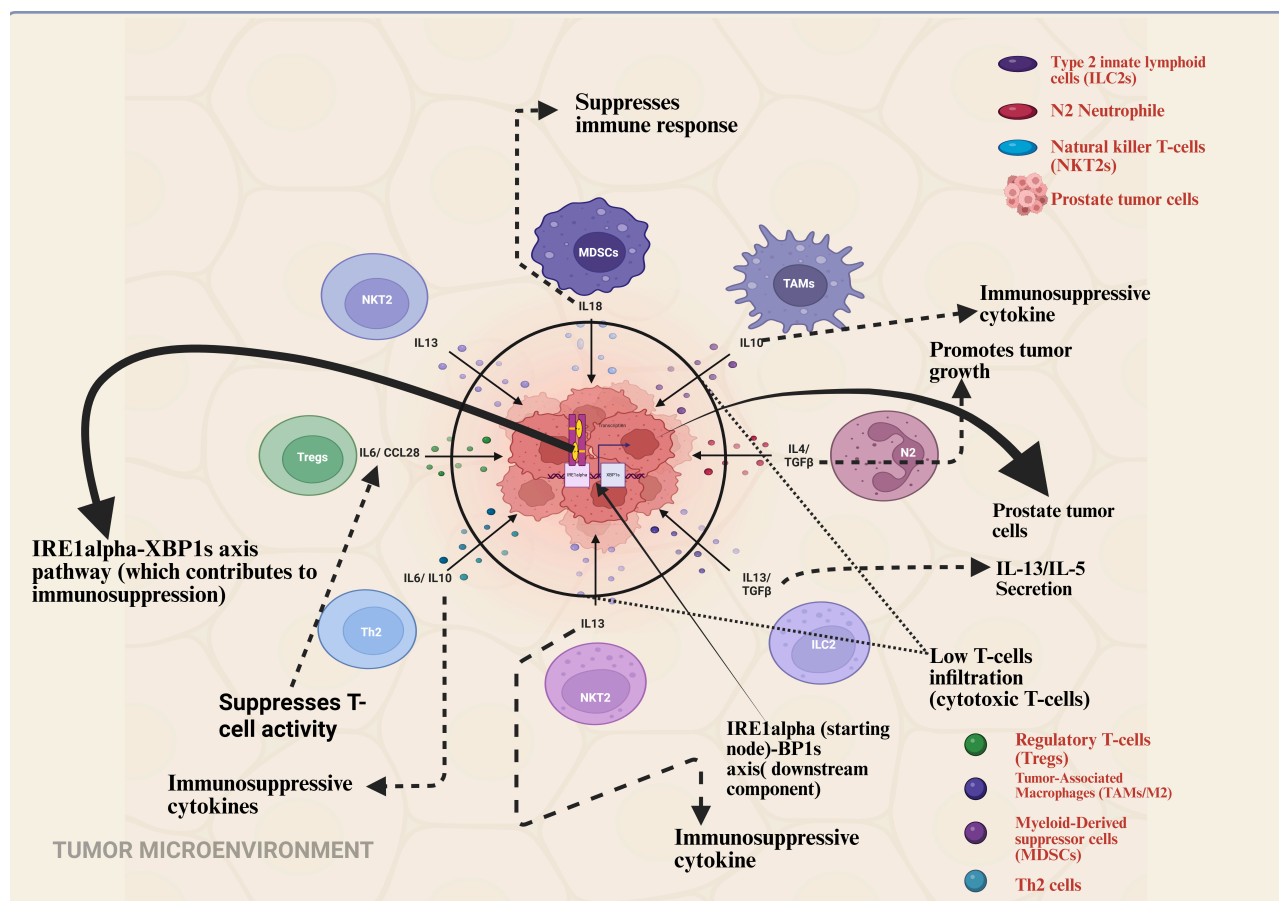 Type 2 innate lymphoid
cells (ILC2s)
N2 Neutrophile
Natural killer T-cells
(NKT2s)
Prostate tumor cells
Suppresses
immune response
MDSCs
TAMs
NKT2
IL18
IL13
IL10
Immunosuppressive
cytokine
Promotes tumor
growth
Transcription
Tregs
IL6/ CCL28
IL4/
TGFβ
N2
IRE1alpha
XBP1s
Prostate tumor
cells
IRE1alpha-XBP1s axis
pathway (which contributes to
immunosuppression)
IL6/ IL10
IL13/
TGFβ
IL-13/IL-5
Secretion
Th2
IL13
ILC2
NKT2
Low T-cells
infiltration
(cytotoxic T-cells)
Suppresses T-
cell activity
IRE1alpha (starting
node)-BP1s
axis( downstream
component)
Immunosuppressive
cytokines
Immunosuppressive
cytokine
Regulatory T-cells
(Tregs)
Tumor-Associated
Macrophages (TAMs/M2)
Myeloid-Derived
suppressor cells
(MDSCs)
Th2 cells
TUMOR MICROENVIRONMENT